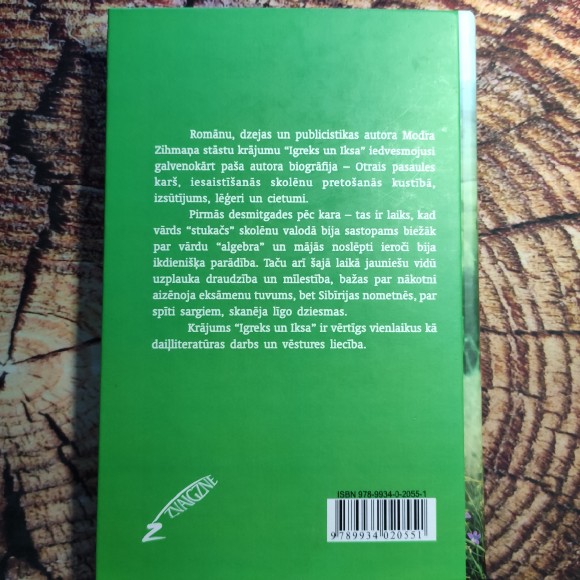 Romānu, dzejas un publicistikas autora Modra
Zihmaņa stāstu krājumu "Igreks un Iksa" iedvesmojusi
galvenokārt paša autora biogrāfija – Otrais pasaules
karš, iesaistīšanās skolēnu pretošanās kustībā,
izsūtījums, lēģeri un cietumi.
Pirmās desmitgades pēc kara – tas ir laiks, kad
vārds "stukačs" skolēnu valodā bija sastopams biežāk
par vārdu "algebra" un mājās noslēpti ieroči bija
ikdienišķa parādība. Taču arī šajā laikā jauniešu vidū
uzplauka draudzība un mīlestība, bažas par nākotni
aizēnoja eksāmenu tuvums, bet Sibīrijas nometnēs, par
spīti sargiem, skanēja līgo dziesmas.
Krājums "Igreks un Iksa" ir vērtīgs vienlaikus kā
daiļliteratūras darbs un vēstures liecība.
ZVAIGZNE
ISBN 978-9934-0-2055-1
9 789934 020551